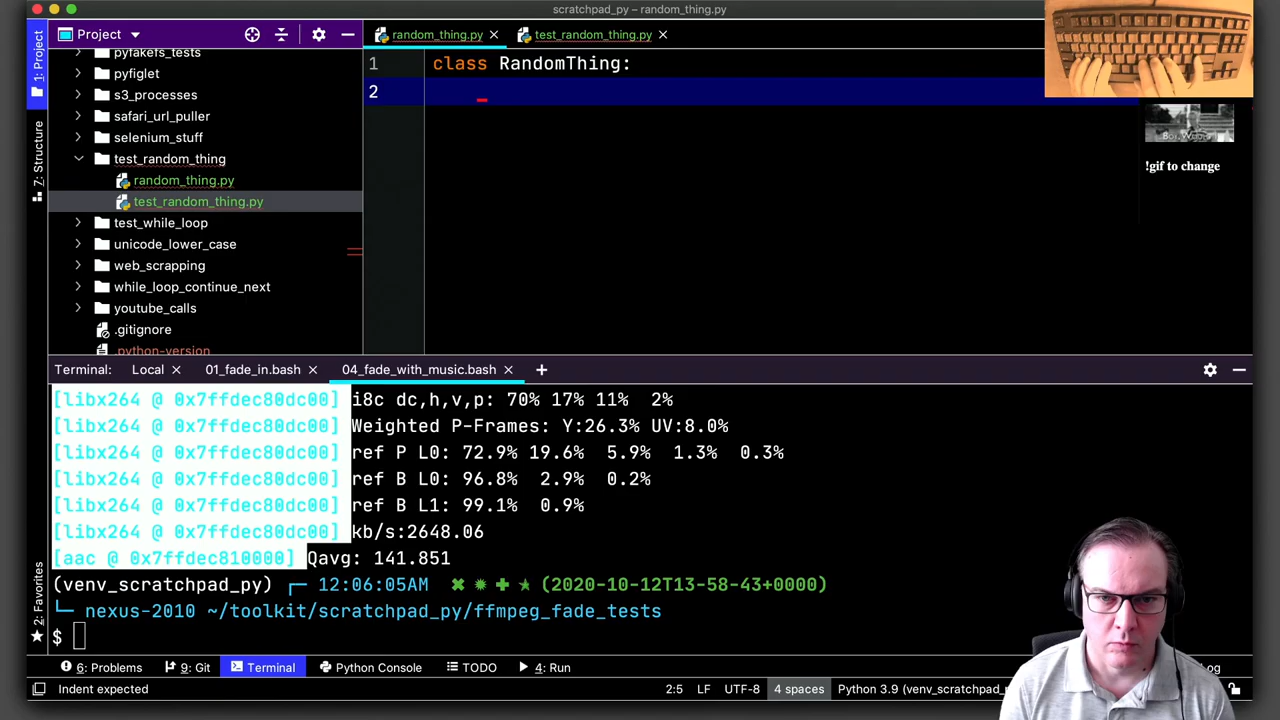 scratchpad_py – random_thing.py
1: Project
Project
random_thing.py
test_random_thing.py
pyfakefs_tests
pyfiglet
s3_processes
safari_url_puller
selenium_stuff
test_random_thing
random_thing.py
test_random_thing.py
test_while_loop
unicode_lower_case
web_scrapping
while_loop_continue_next
youtube_calls
.gitignore
.python-version
7: Structure
2: Favorites
1 class RandomThing:
2
!gif to change
Terminal: Local 01_fade_in.bash 04_fade_with_music.bash
[libx264 @ 0x7ffdec80dc00] i8c dc,h,v,p: 70% 17% 11% 2%
[libx264 @ 0x7ffdec80dc00] Weighted P-Frames: Y:26.3% UV:8.0%
[libx264 @ 0x7ffdec80dc00] ref P L0: 72.9% 19.6% 5.9% 1.3% 0.3%
[libx264 @ 0x7ffdec80dc00] ref B L0: 96.8% 2.9% 0.2%
[libx264 @ 0x7ffdec80dc00] ref B L1: 99.1% 0.9%
[libx264 @ 0x7ffdec80dc00] kb/s:2648.06
[aac @ 0x7ffdec810000] Qavg: 141.851
(venv_scratchpad_py) 12:06:05AM (2020-10-12T13-58-43+0000)
nexus-2010 ~/toolkit/scratchpad_py/ffmpeg_fade_tests
$
6: Problems 9: Git Terminal Python Console TODO 4: Run
Indent expected 2:5 LF UTF-8 4 spaces Python 3.9 (venv_scratchpad_